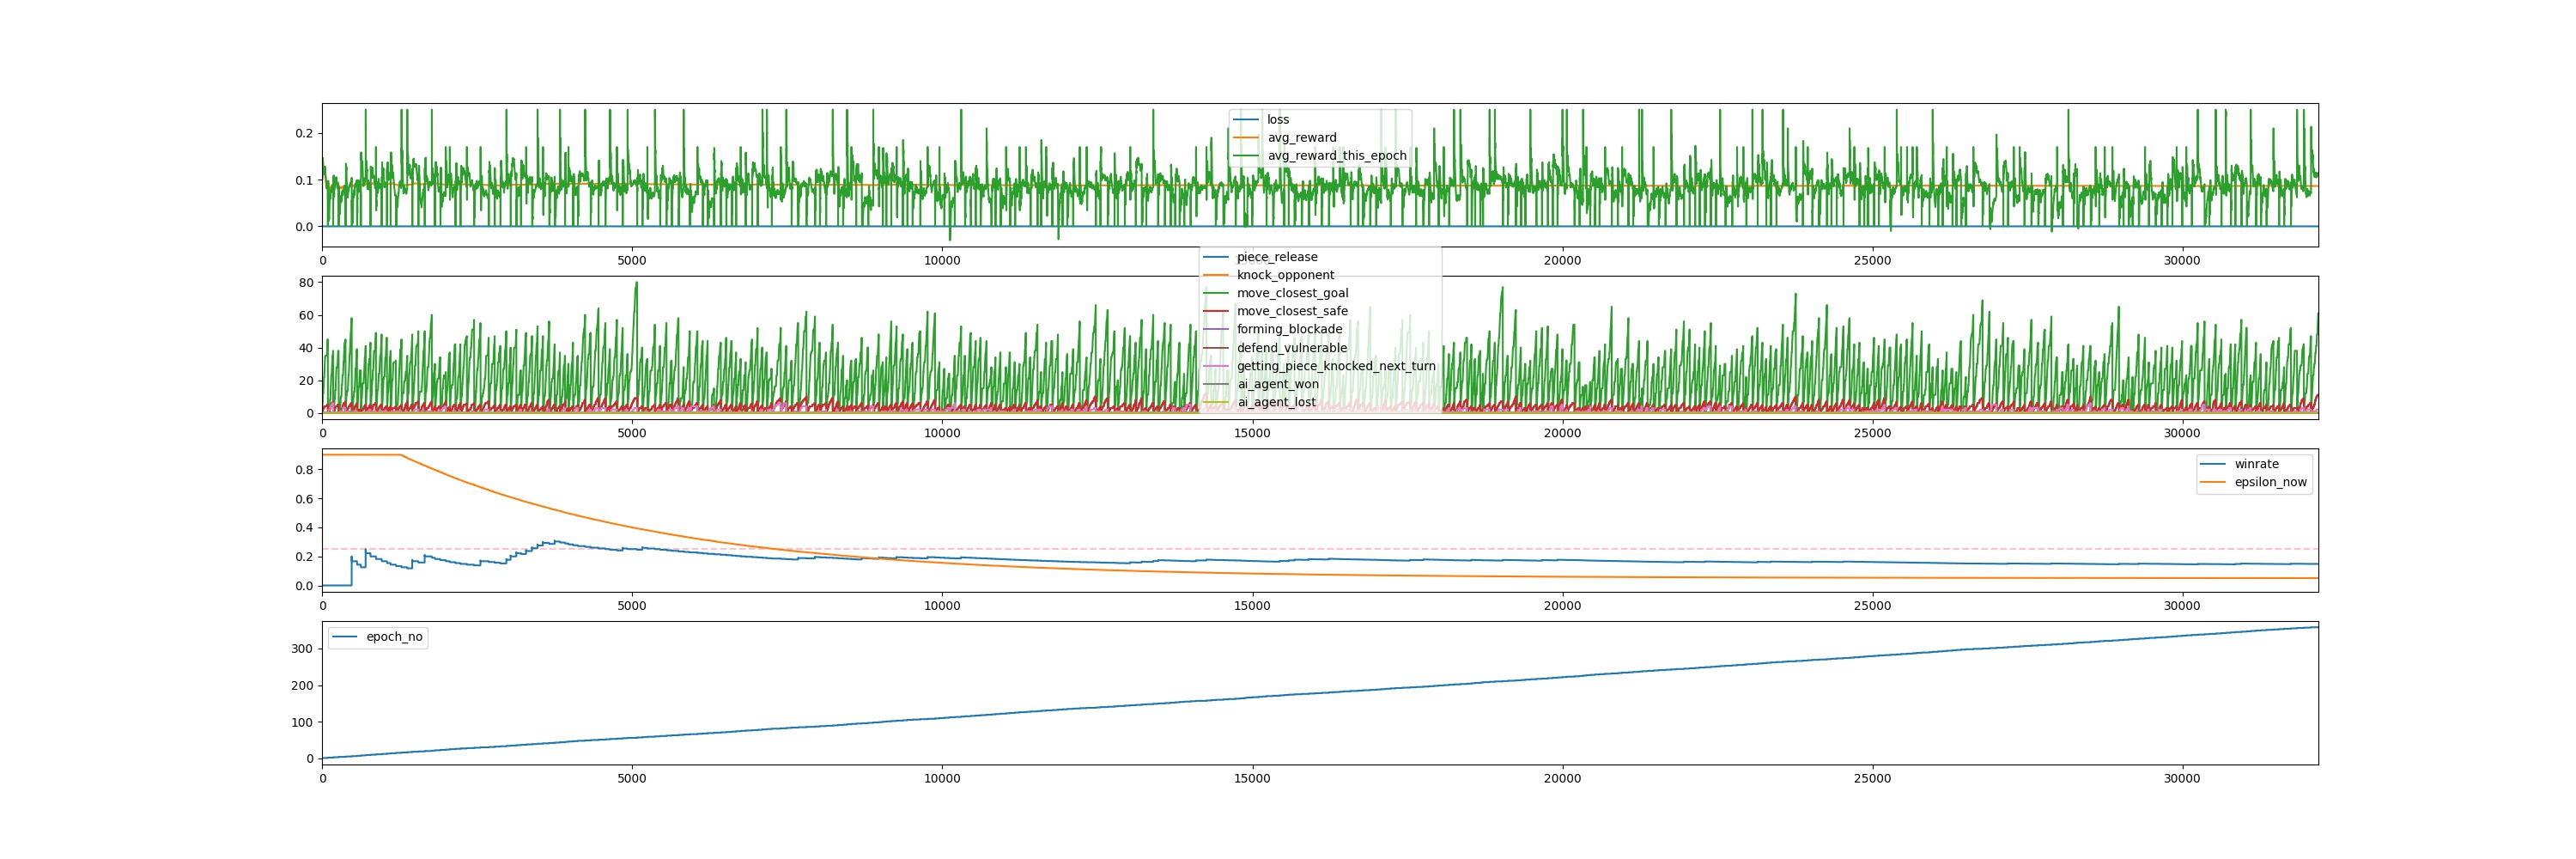 0.2
0.1
0.0
loss
avg_reward
avg_reward_this_epoch
0 5000 10000 15000 20000 25000 30000
80
60
40
20
0
piece_release
knock_opponent
move_closest_goal
move_closest_safe
forming_blockade
defend_vulnerable
getting_piece_knocked_next_turn
ai_agent_won
ai_agent_lost
0 5000 10000 15000 20000 25000 30000
0.8
0.6
0.4
0.2
0.0
winrate
epsilon_now
0 5000 10000 15000 20000 25000 30000
300
200
100
0
epoch_no
0 5000 10000 15000 20000 25000 30000